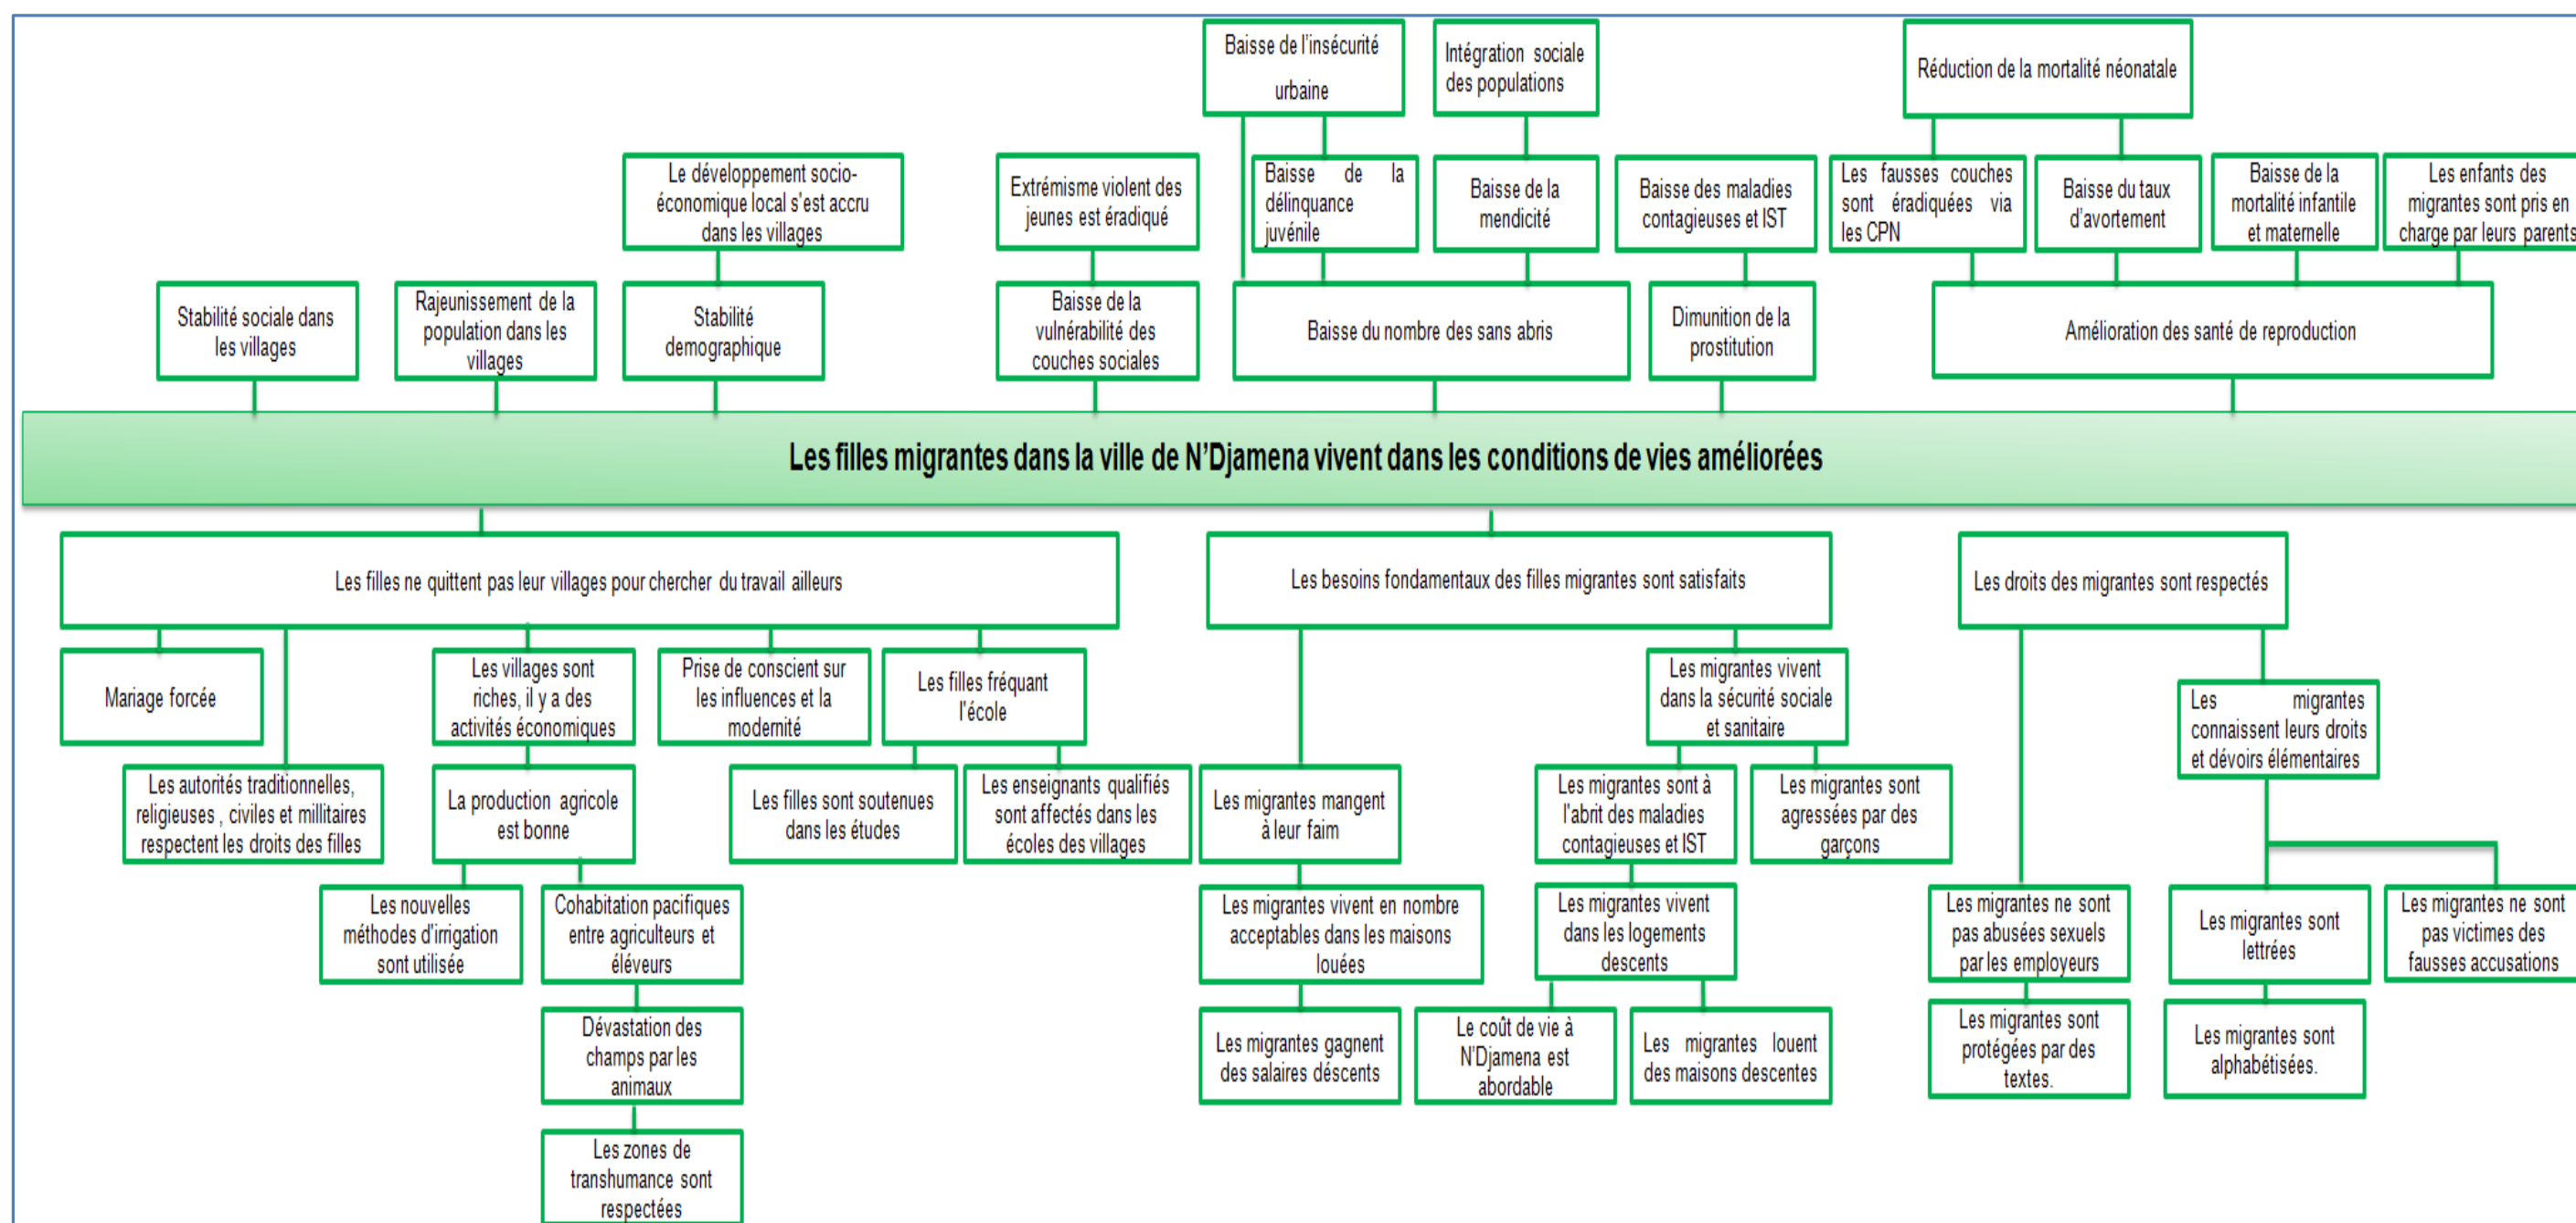 Baisse de l'insécurité
urbaine
Intégration sociale
des populations
Réduction de la mortalité néonatale
Le développement socio-
économique local s'est accru
dans les villages
Extrémisme violent des
jeunes est éradiqué
Baisse de la
délinquance
juvénile
Baisse de la
mendicité
Baisse des maladies
contagieuses et IST
Les fausses couches
sont éradiquées via
les CPN
Baisse du taux
d'avortement
Baisse de la
mortalité infantile
et maternelle
Les enfants des
migrantes sont pris en
charge par leurs parents
Stabilité sociale dans
les villages
Rajeunissement de la
population dans les
villages
Stabilité
demographique
Baisse de la
vulnérabilité des
couches sociales
Baisse du nombre des sans abris
Dimunition de la
prostitution
Amélioration des santé de reproduction
Les filles migrantes dans la ville de N'Djamena vivent dans les conditions de vies améliorées
Les filles ne quittent pas leur villages pour chercher du travail ailleurs
Les besoins fondamentaux des filles migrantes sont satisfaits
Les droits des migrantes sont respectés
Mariage forcée
Les villages sont
riches, il y a des
activités économiques
Prise de conscient sur
les influences et la
modernité
Les filles fréquant
l'école
Les migrantes vivent
dans la sécurité sociale
et sanitaire
Les migrantes
connaissent leurs droits
et dévoirs élémentaires
Les autorités traditionnelles,
religieuses , civiles et millitaires
respectent les droits des filles
La production agricole
est bonne
Les filles sont soutenues
dans les études
Les enseignants qualifiés
sont affectés dans les
écoles des villages
Les migrantes mangent
à leur faim
Les migrantes sont à
l'abrit des maladies
contagieuses et IST
Les migrantes sont
agressées par des
garçons
Les nouvelles
méthodes d'irrigation
sont utilisée
Cohabitation pacifiques
entre agriculteurs et
éléveurs
Les migrantes vivent en nombre
acceptables dans les maisons
louées
Les migrantes vivent
dans les logements
descents
Les migrantes ne sont
pas abusées sexuels
par les employeurs
Les migrantes sont
lettrées
Les migrantes ne sont
pas victimes des
fausses accusations
Dévastation des
champs par les
animaux
Les migrantes gagnent
des salaires déscents
Le coût de vie à
N'Djamena est
abordable
Les migrantes louent
des maisons descentes
Les migrantes sont
protégées par des
textes.
Les migrantes sont
alphabétisées.
Les zones de
transhumance sont
respectées